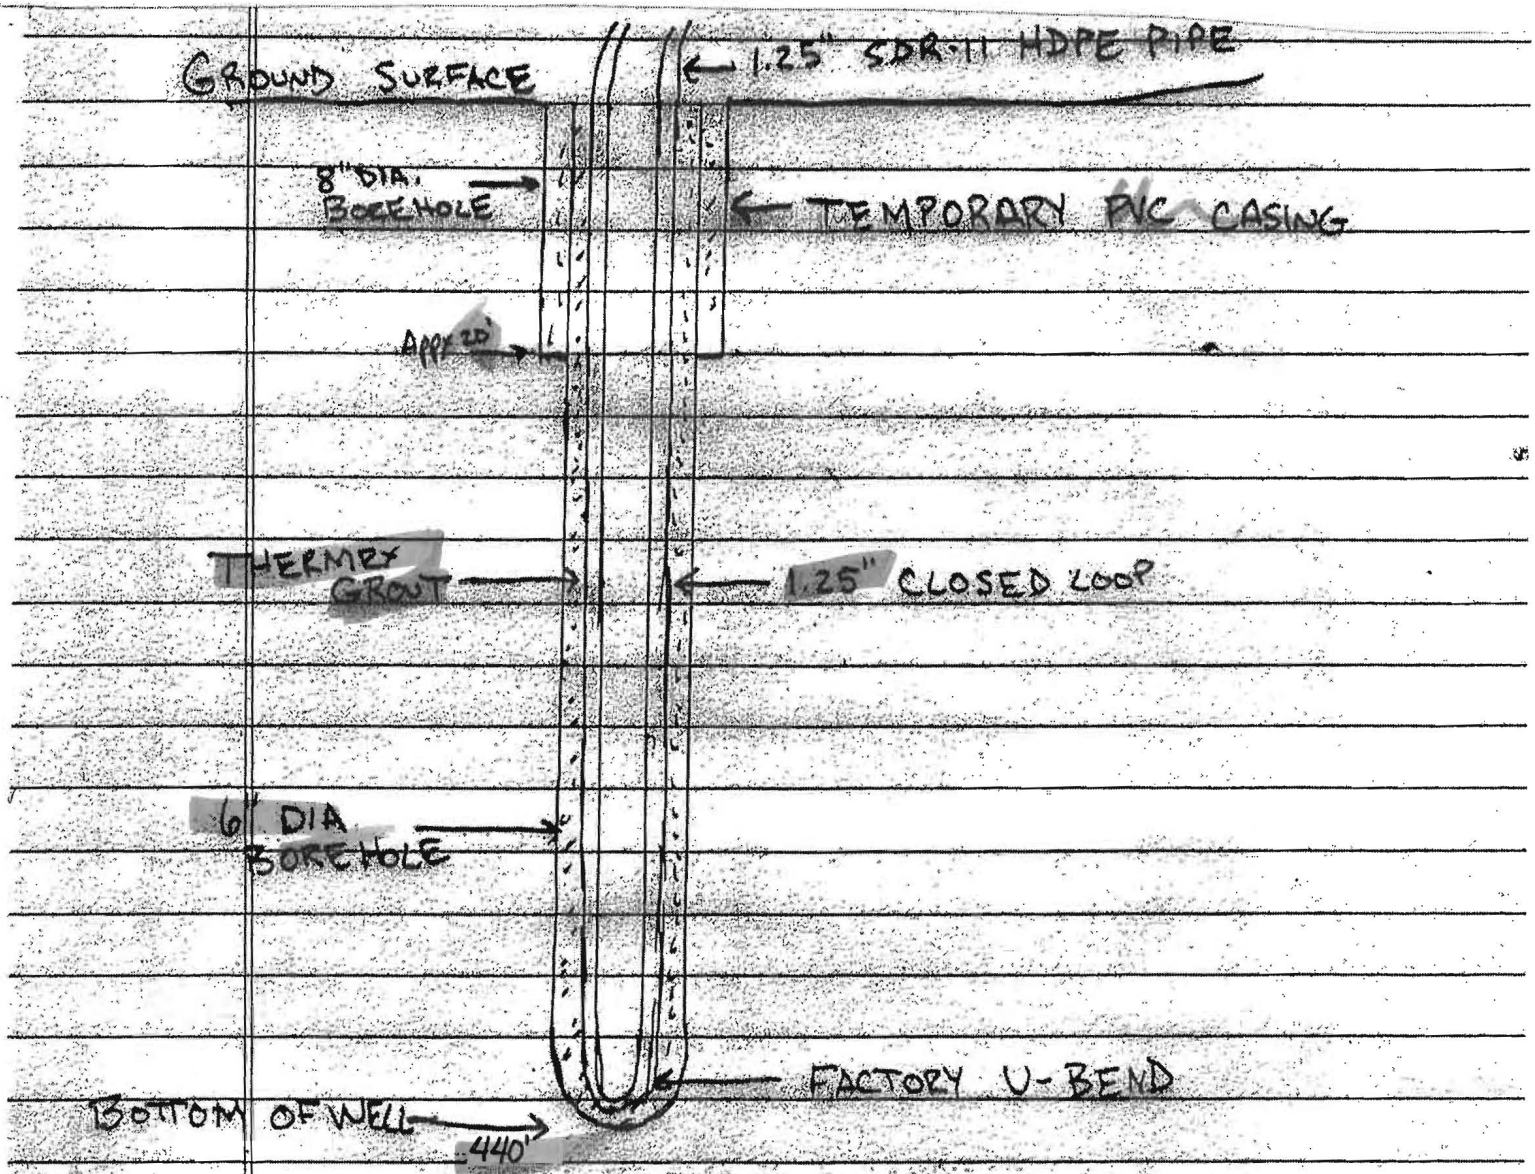 1.25" SDR-11 HDPE PIPE
GROUND SURFACE
8" DIA.
BOREHOLE
TEMPORARY PVC CASING
Appx 20'
THERMEX
GROUT
1.25" CLOSED LOOP
6" DIA
BOREHOLE
FACTORY U-BEND
BOTTOM OF WELL
440'